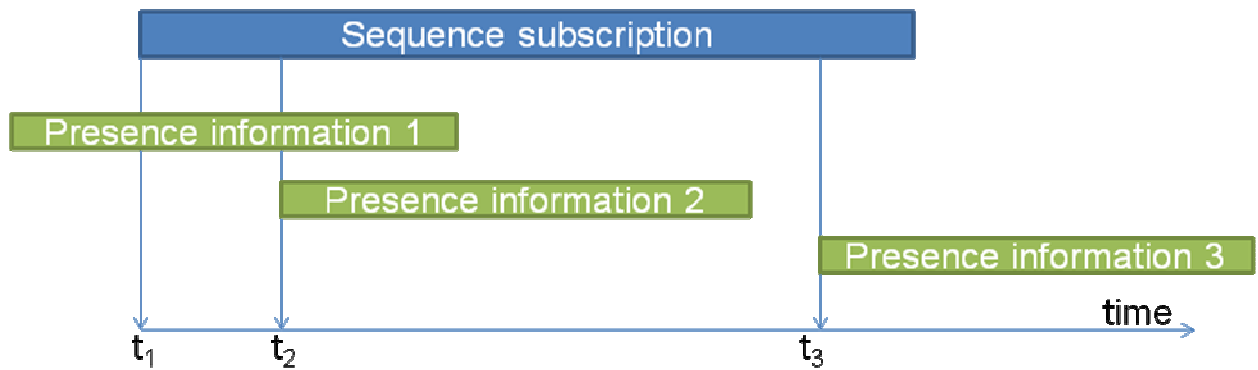 Sequence subscription
Presence information 1
Presence information 2
Presence information 3
time
t1 t2 t3